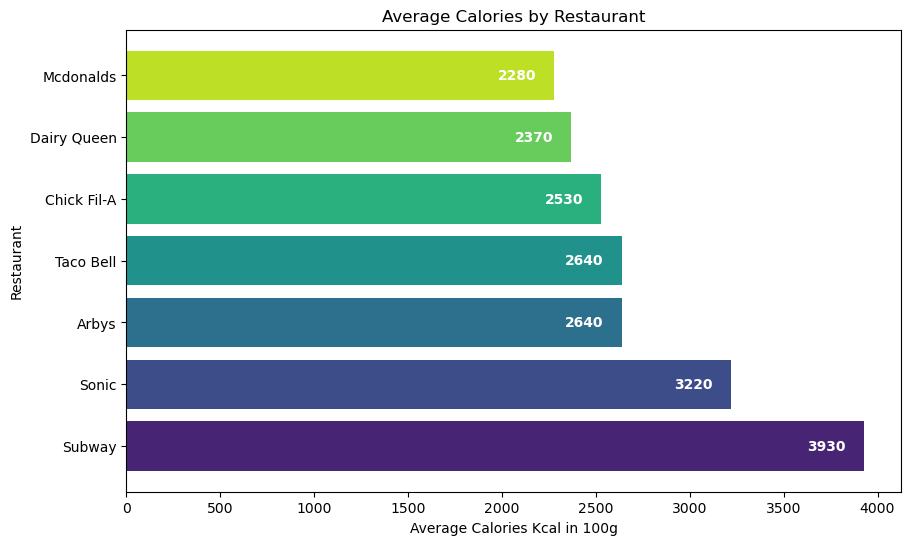 Average Calories by Restaurant
Restaurant
Mcdonalds 2280
Dairy Queen 2370
Chick Fil-A 2530
Taco Bell 2640
Arbys 2640
Sonic 3220
Subway 3930
0 500 1000 1500 2000 2500 3000 3500 4000
Average Calories Kcal in 100g